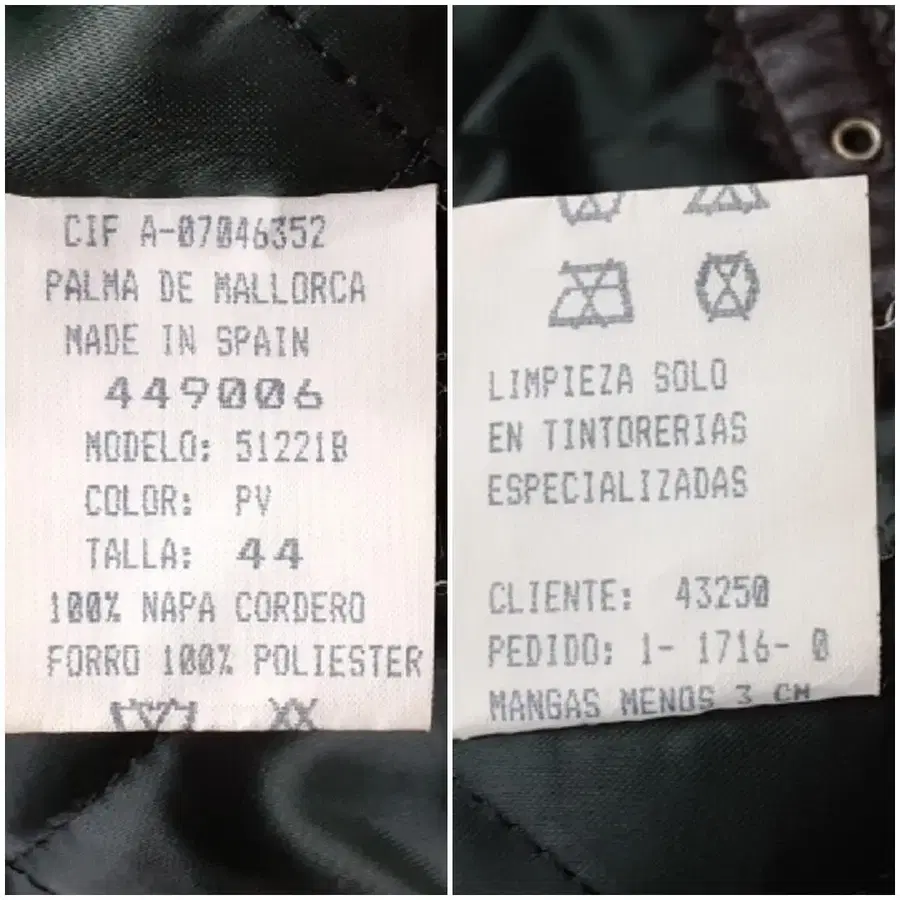 CIF A-07046352
PALMA DE MALLORCA
MADE IN SPAIN
449006
MODELO: 51221B
COLOR: PV
TALLA: 44
100% NAPA CORDERO
FORRO 100% POLIESTER
LIMPIEZA SOLO
EN TINTORERIAS
ESPECIALIZADAS
CLIENTE: 43250
PEDIDO: 1- 1716- 0
MANGAS MENOS 3 CM